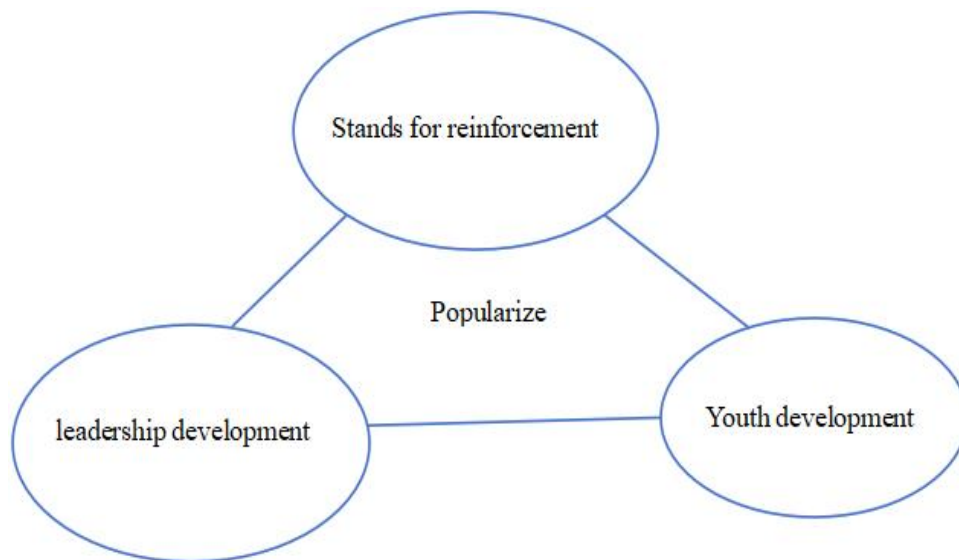 Stands for reinforcement
Popularize
leadership development
Youth development